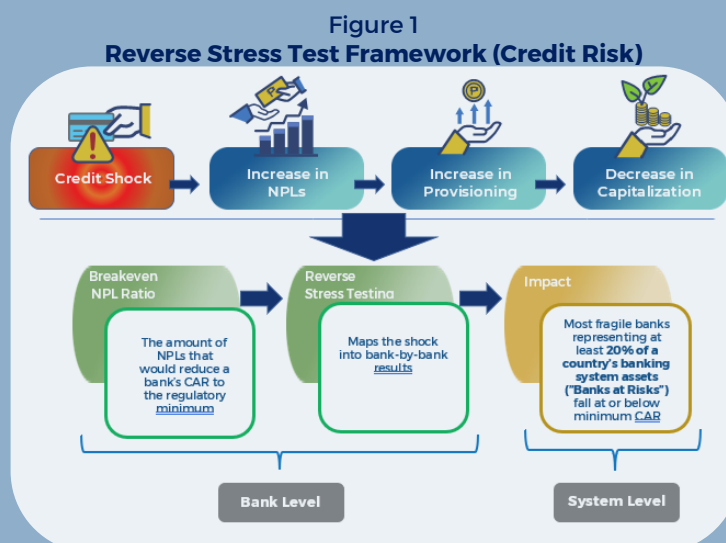 Figure 1
Reverse Stress Test Framework (Credit Risk)
P
P
Credit Shock
Increase in
NPLs
Increase in
Provisioning
Decrease in
Capitalization
Breakeven
NPL Ratio
The amount of
NPLs that
would reduce a
bank's CAR to
the regulatory
minimum
Reverse
Stress Testing
Maps the shock
into bank-by-bank
results
Impact
Most fragile banks
representing at
least 20% of a
country's banking
system assets
("Banks at Risks")
fall at or below
minimum CAR
Bank Level
System Level